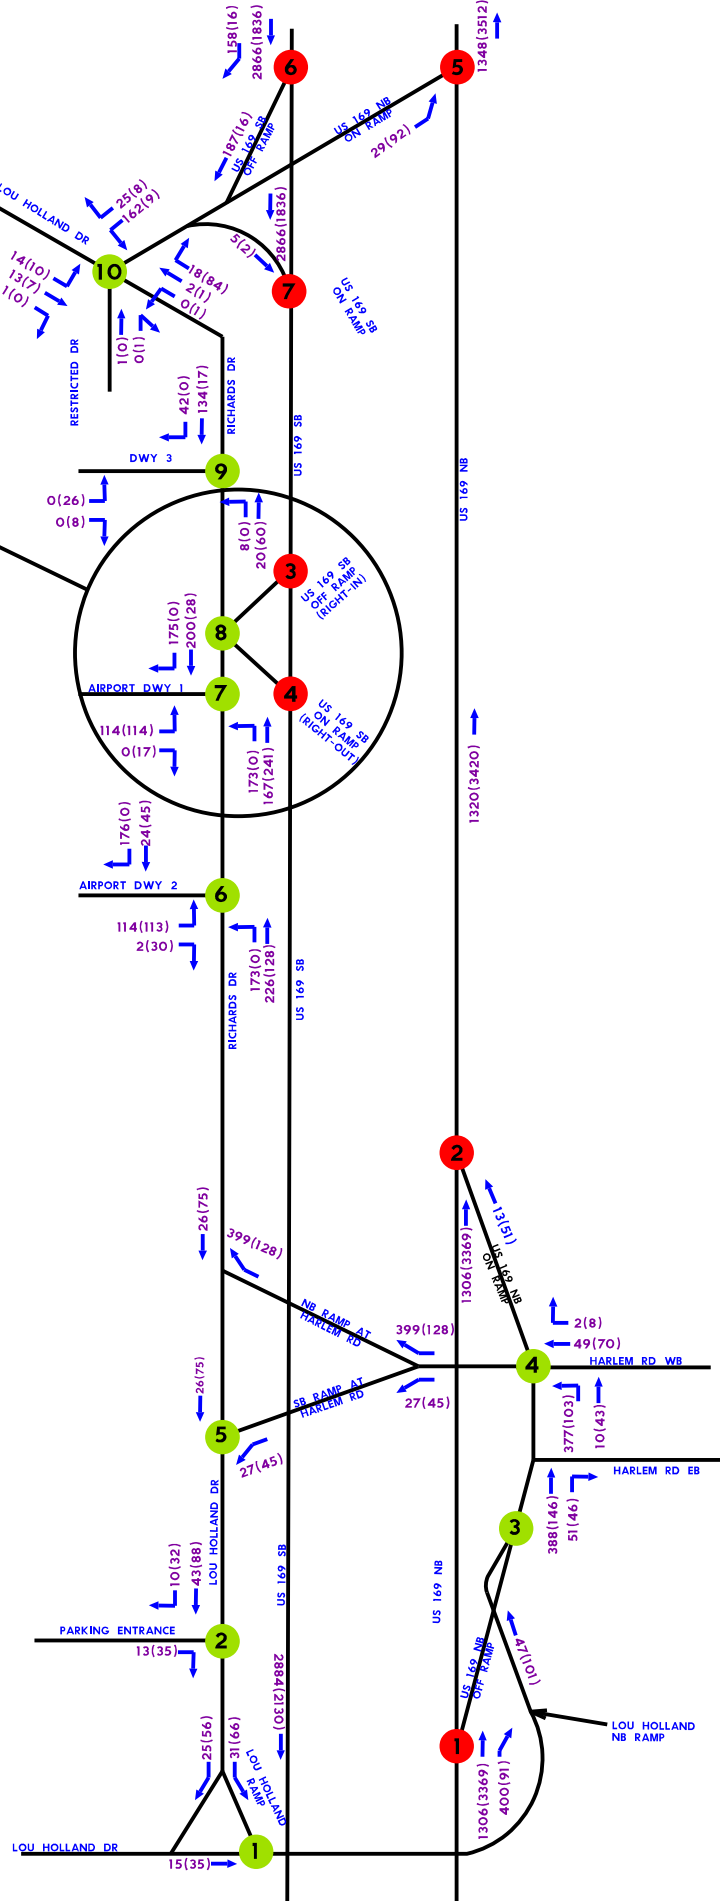 158(16)
2866(1836)
6
5
1348(3512)
187(16)
US 169 SB
OFF RAMP
US 169 NB
ON RAMP
29(92)
LOU HOLLAND DR
25(8)
162(9)
2866(1836)
5(2)
14(10)
13(7)
1(0)
10
18(84)
2(1)
0(1)
7
US 169 SB
ON RAMP
1(0)
0(1)
RESTRICTED DR
RICHARDS DR
42(0)
134(17)
US 169 SB
US 169 NB
DWY 3
9
0(26)
0(8)
8(0)
20(60)
3
US 169 SB
OFF RAMP
(RIGHT-IN)
175(0)
200(28)
8
AIRPORT DWY 1
7
4
US 169 SB
ON RAMP
(RIGHT-OUT)
114(114)
0(17)
173(0)
167(241)
1320(3420)
176(0)
24(45)
AIRPORT DWY 2
6
114(113)
2(30)
173(0)
226(128)
RICHARDS DR
US 169 SB
2
26(75)
399(128)
1306(3369)
13(51)
US 169 NB
ON RAMP
NB RAMP AT
HARLEM RD
399(128)
2(8)
49(70)
4
HARLEM RD WB
26(75)
SB RAMP AT
HARLEM RD
27(45)
377(103)
10(43)
5
27(45)
HARLEM RD EB
LOU HOLLAND DR
388(146)
51(46)
3
US 169 SB
US 169 NB
10(32)
43(88)
PARKING ENTRANCE
2
13(35)
2884(2130)
US 169 NB
OFF RAMP
47(101)
LOU HOLLAND
NB RAMP
25(56)
31(66)
LOU HOLLAND
RAMP
1
1306(3369)
400(91)
LOU HOLLAND DR
15(35)
1